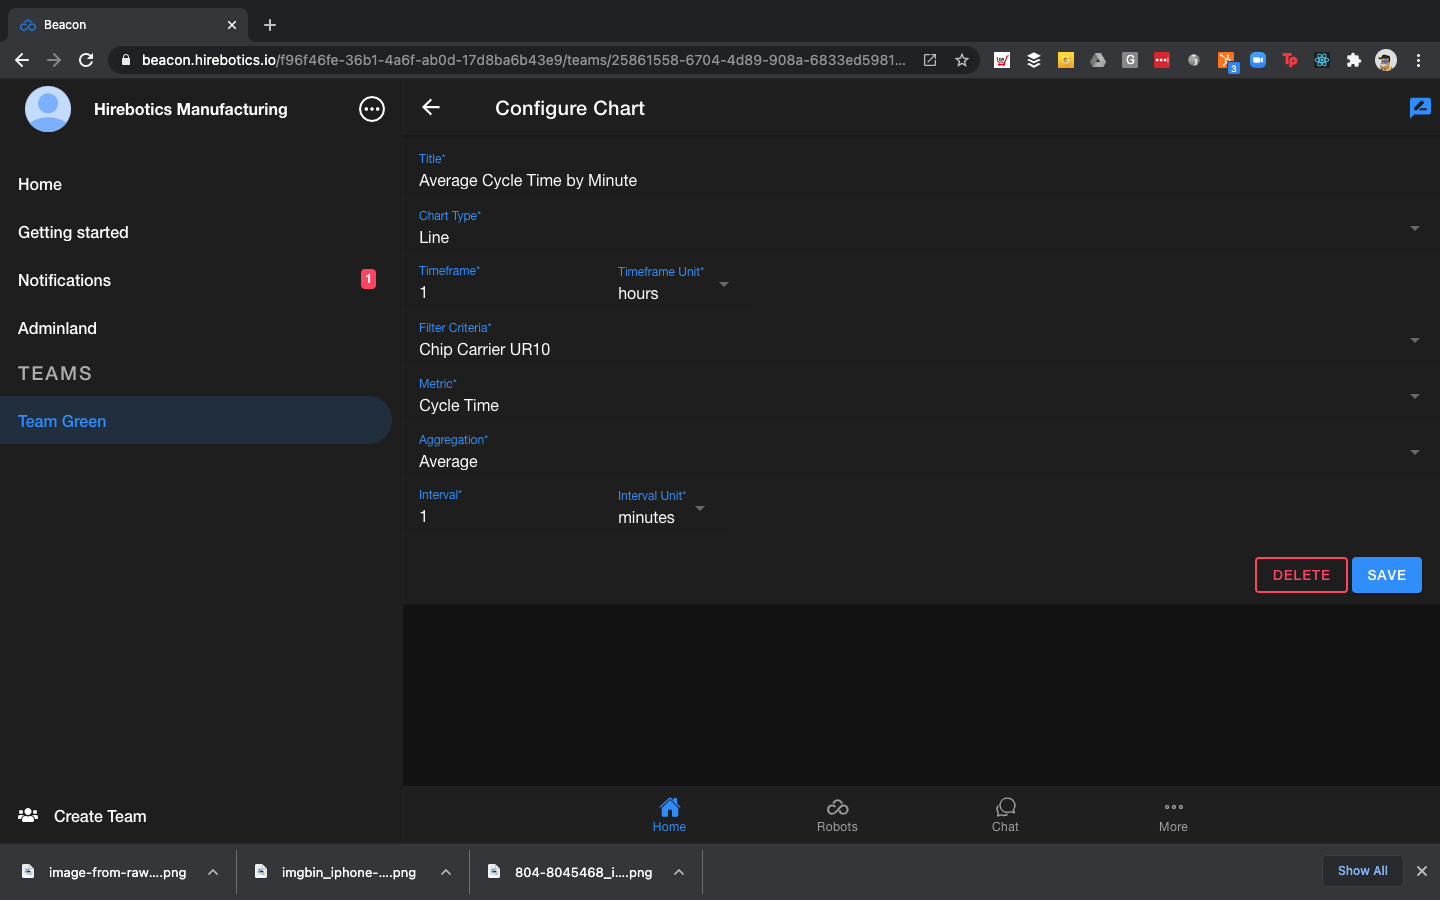 Beacon
beacon.hirebotics.io/f96f46fe-36b1-4a6f-ab0d-17d8ba6b43e9/teams/25861558-6704-4d89-908a-6833ed5981...
G
3
Tp
Hirebotics Manufacturing
Configure Chart
Home
Getting started
Notifications
1
Adminland
TEAMS
Team Green
Create Team
Title*
Average Cycle Time by Minute
Chart Type*
Line
Timeframe*
1
Timeframe Unit*
hours
Filter Criteria*
Chip Carrier UR10
Metric*
Cycle Time
Aggregation*
Average
Interval*
1
Interval Unit*
minutes
DELETE
SAVE
Home
Robots
Chat
More
image-from-raw....png
imgbin_iphone-....png
804-8045468_i....png
Show All